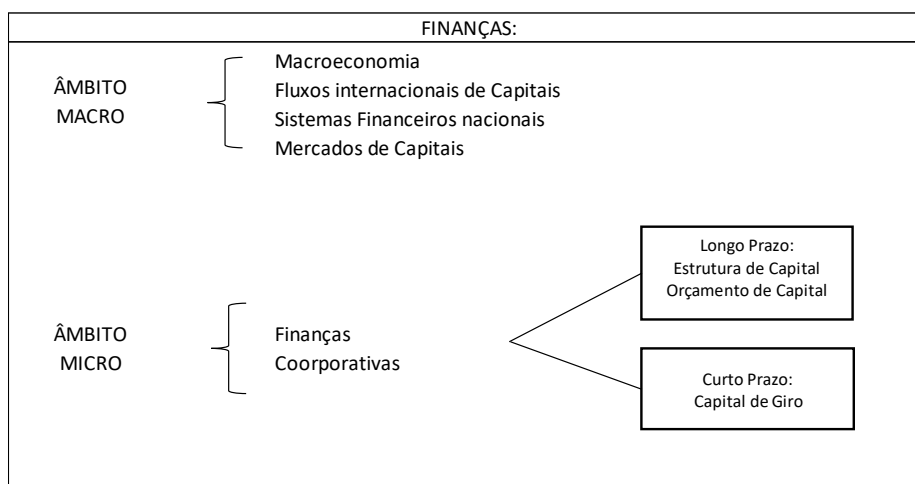 FINANÇAS:
ÂMBITO
MACRO
Macroeconomia
Fluxos internacionais de Capitais
Sistemas Financeiros nacionais
Mercados de Capitais
ÂMBITO
MICRO
Finanças
Coorporativas
Longo Prazo:
Estrutura de Capital
Orçamento de Capital
Curto Prazo:
Capital de Giro